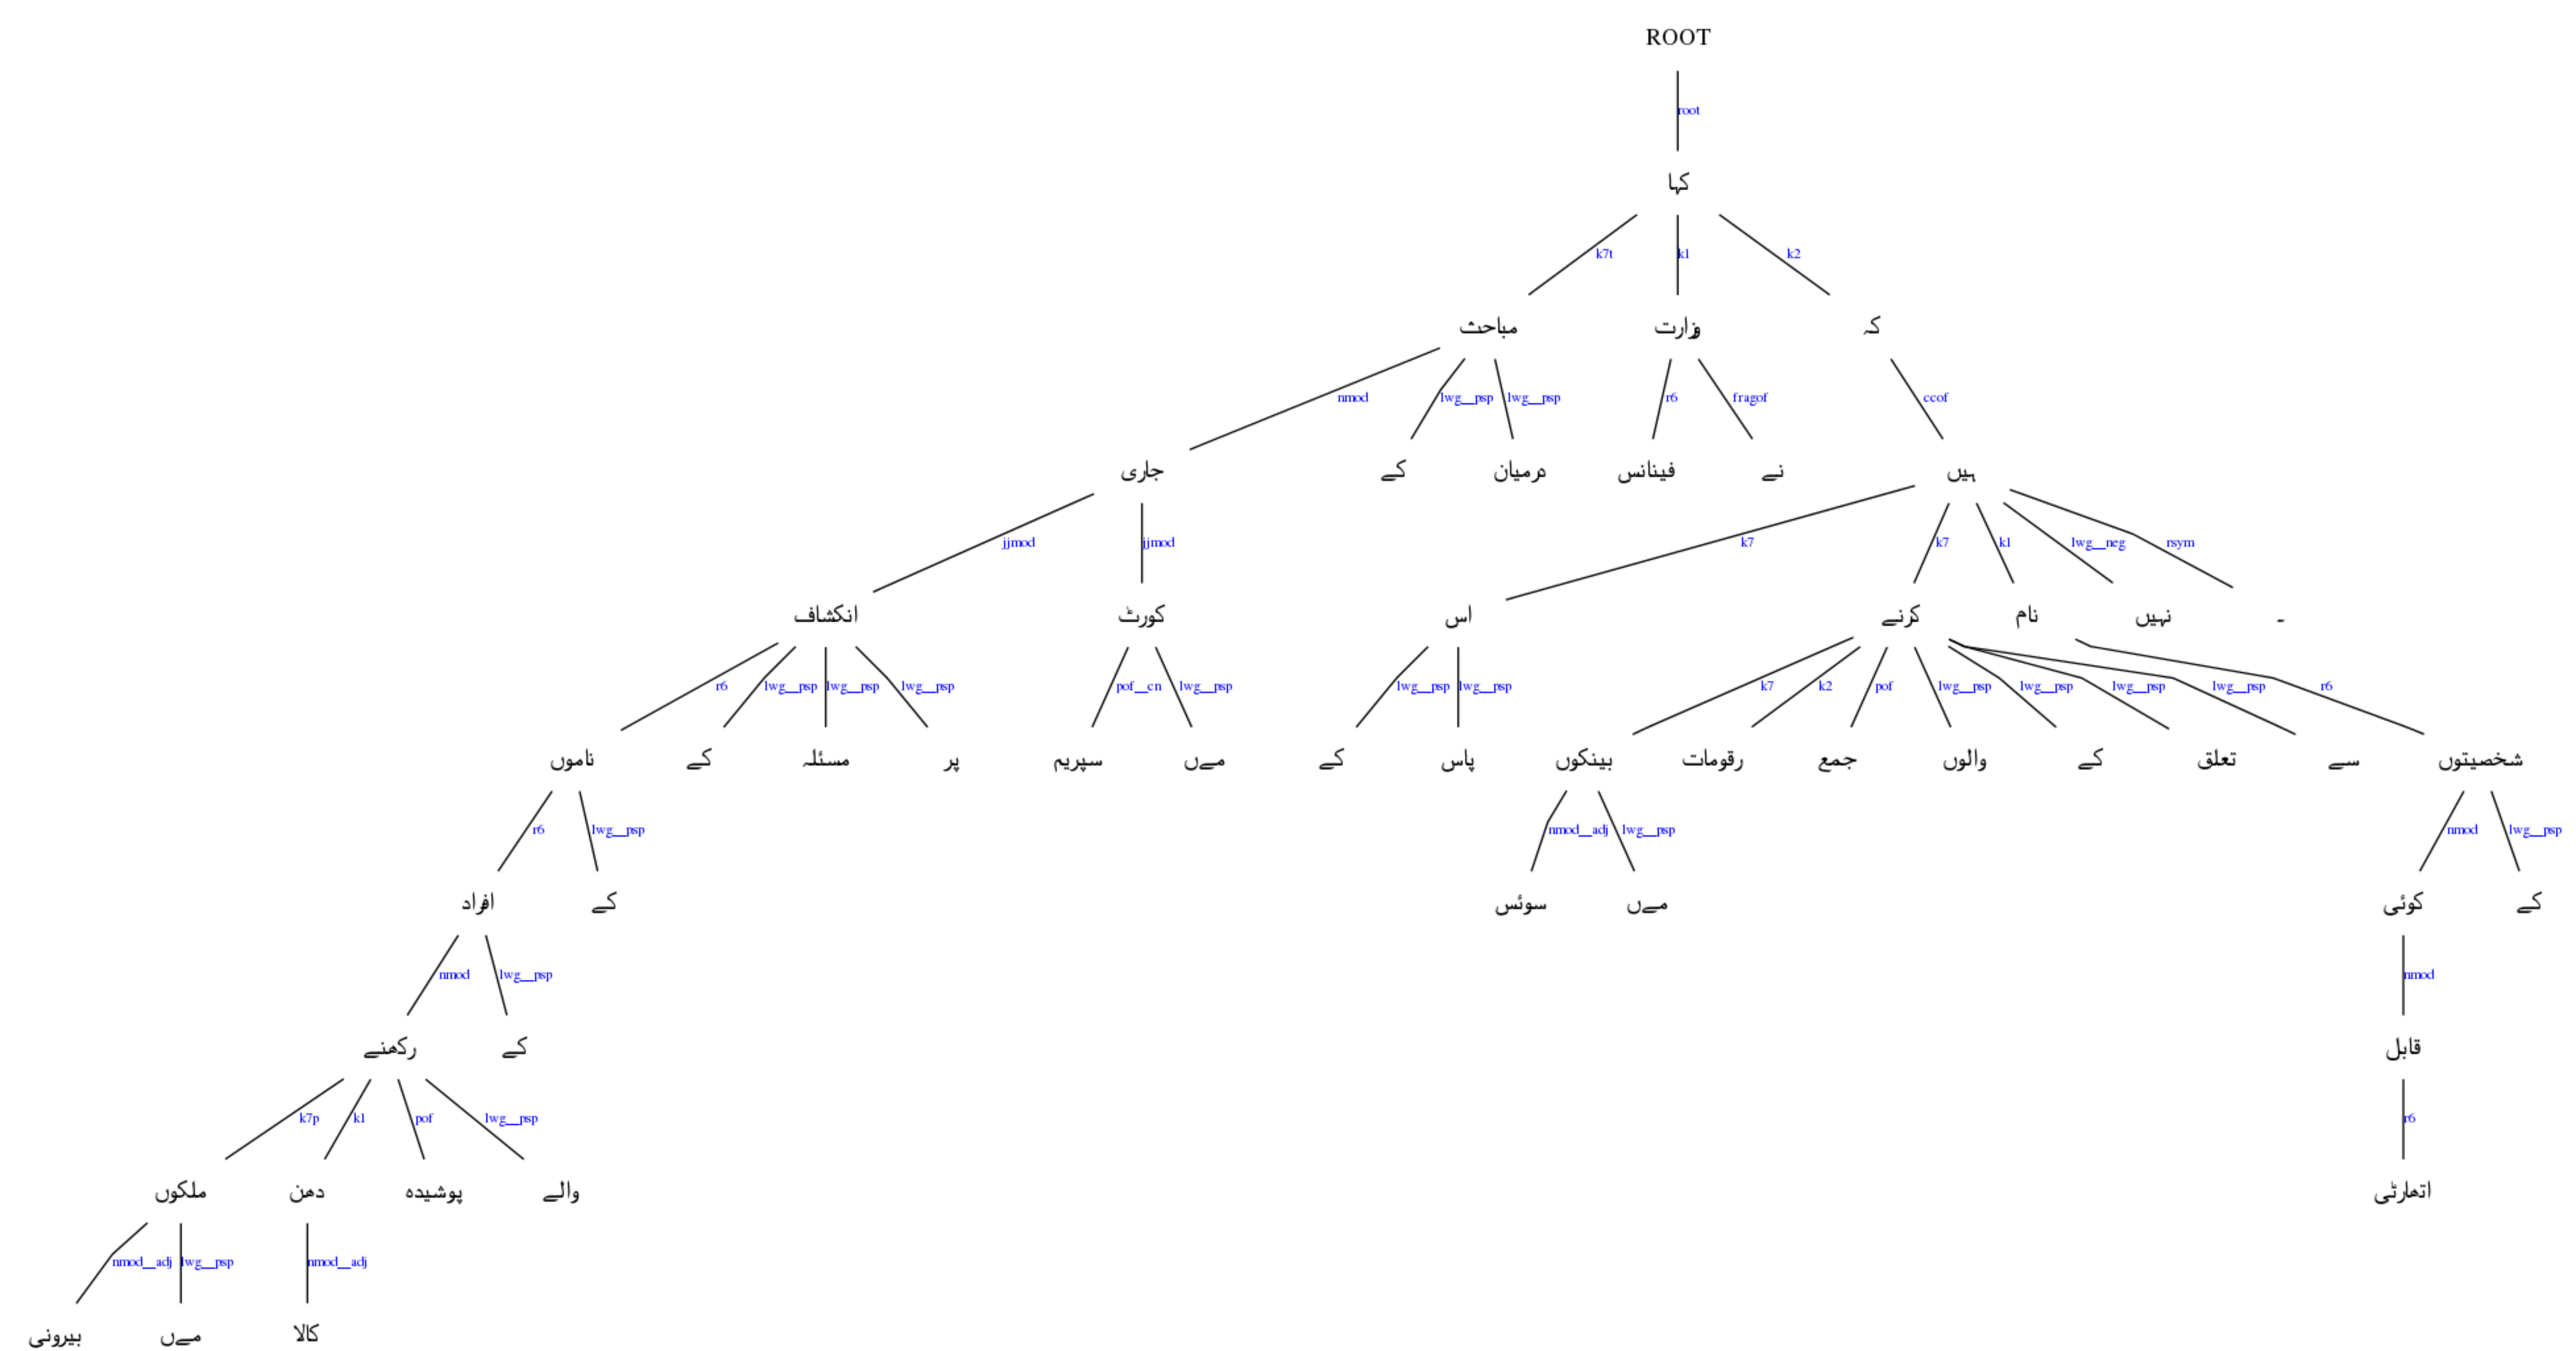 ROOT
root
کہا
k7t k1 k2
مباحث وزارت کہ
nmod lwg__psp lwg__psp r6 fragof ccof
جاری کے درمیان فینانس نے ہیں
jjmod jjmod k7 k7 k1 lwg__neg rsym
انکشاف کورٹ اس کرنے نام نہیں ۔
r6 lwg__psp lwg__psp lwg__psp pof__cn lwg__psp lwg__psp lwg__psp k7 k2 pof lwg__psp lwg__psp lwg__psp lwg__psp r6
ناموں کے مسئلہ پر سپریم مےں کے پاس بینکوں رقومات جمع والوں کے تعلق سے شخصیتوں
r6 lwg__psp nmod__adj lwg__psp nmod lwg__psp
افراد کے سوئس مےں کوئی کے
nmod lwg__psp nmod
رکھنے کے قابل
k7p k1 pof lwg__psp r6
ملکوں دھن پوشیدہ والے اتھارٹی
nmod__adj lwg__psp nmod__adj
بیرونی مےں کالا